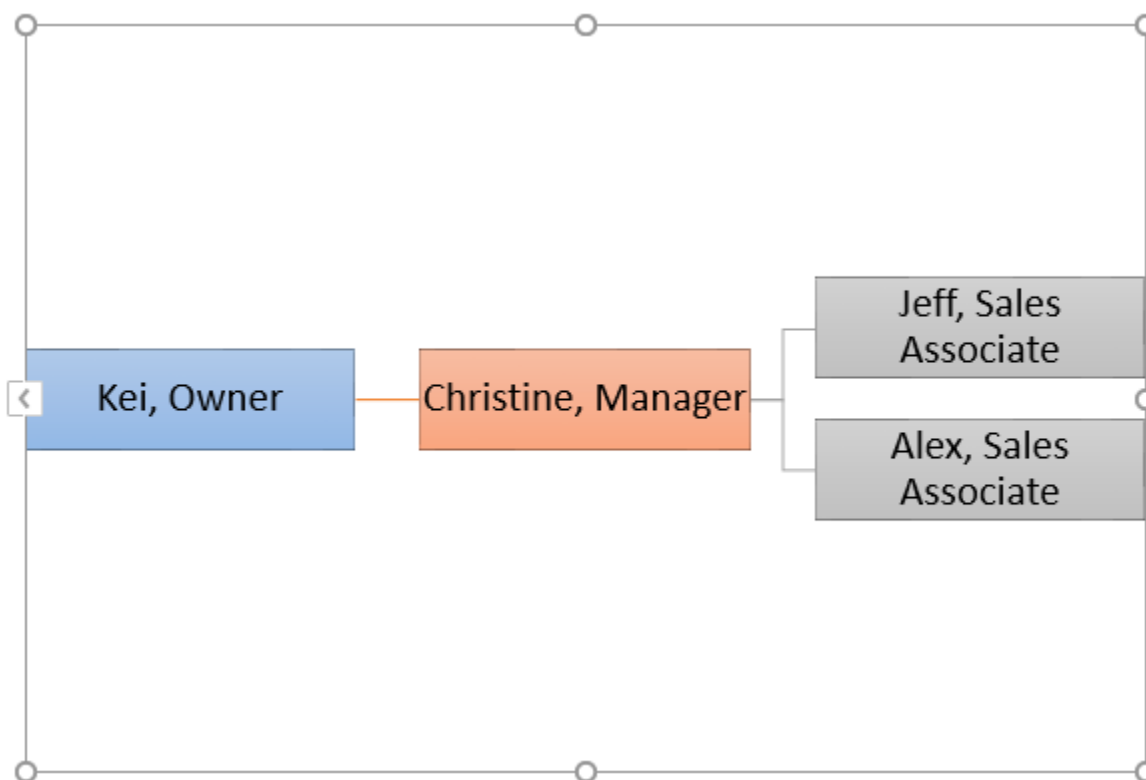 Kei, Owner
Christine, Manager
Jeff, Sales
Associate
Alex, Sales
Associate